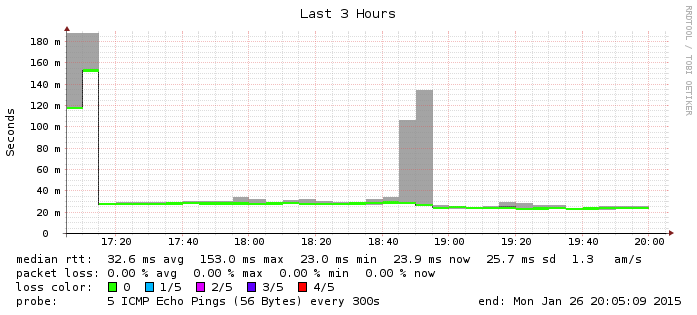 Last 3 Hours
RRDTOOL / TOBI OETIKER
Seconds
180 m
160 m
140 m
120 m
100 m
80 m
60 m
40 m
20 m
0
17:20 17:40 18:00 18:20 18:40 19:00 19:20 19:40 20:00
median rtt: 32.6 ms avg 153.0 ms max 23.0 ms min 23.9 ms now 25.7 ms sd 1.3 am/s
packet loss: 0.00 % avg 0.00 % max 0.00 % min 0.00 % now
loss color: 0 1/5 2/5 3/5 4/5
probe: 5 ICMP Echo Pings (56 Bytes) every 300s end: Mon Jan 26 20:05:09 2015